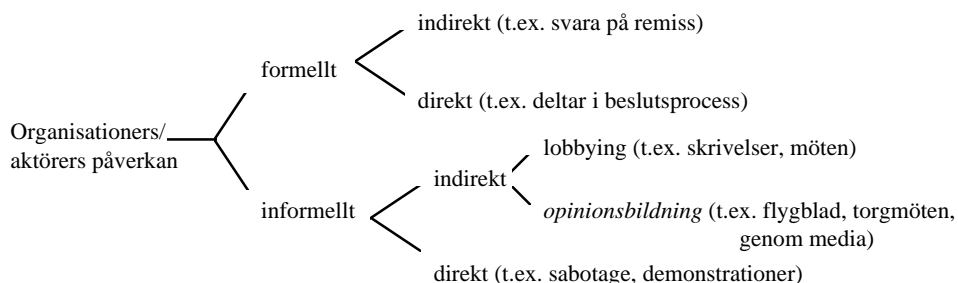 indirekt (t.ex. svara på remiss)
formellt
direkt (t.ex. deltar i beslutsprocess)
Organisationers/
aktörers påverkan
lobbying (t.ex. skrivelser, möten)
indirekt
informellt
opinionsbildning (t.ex. flygblad, torgmöten,
genom media)
direkt (t.ex. sabotage, demonstrationer)